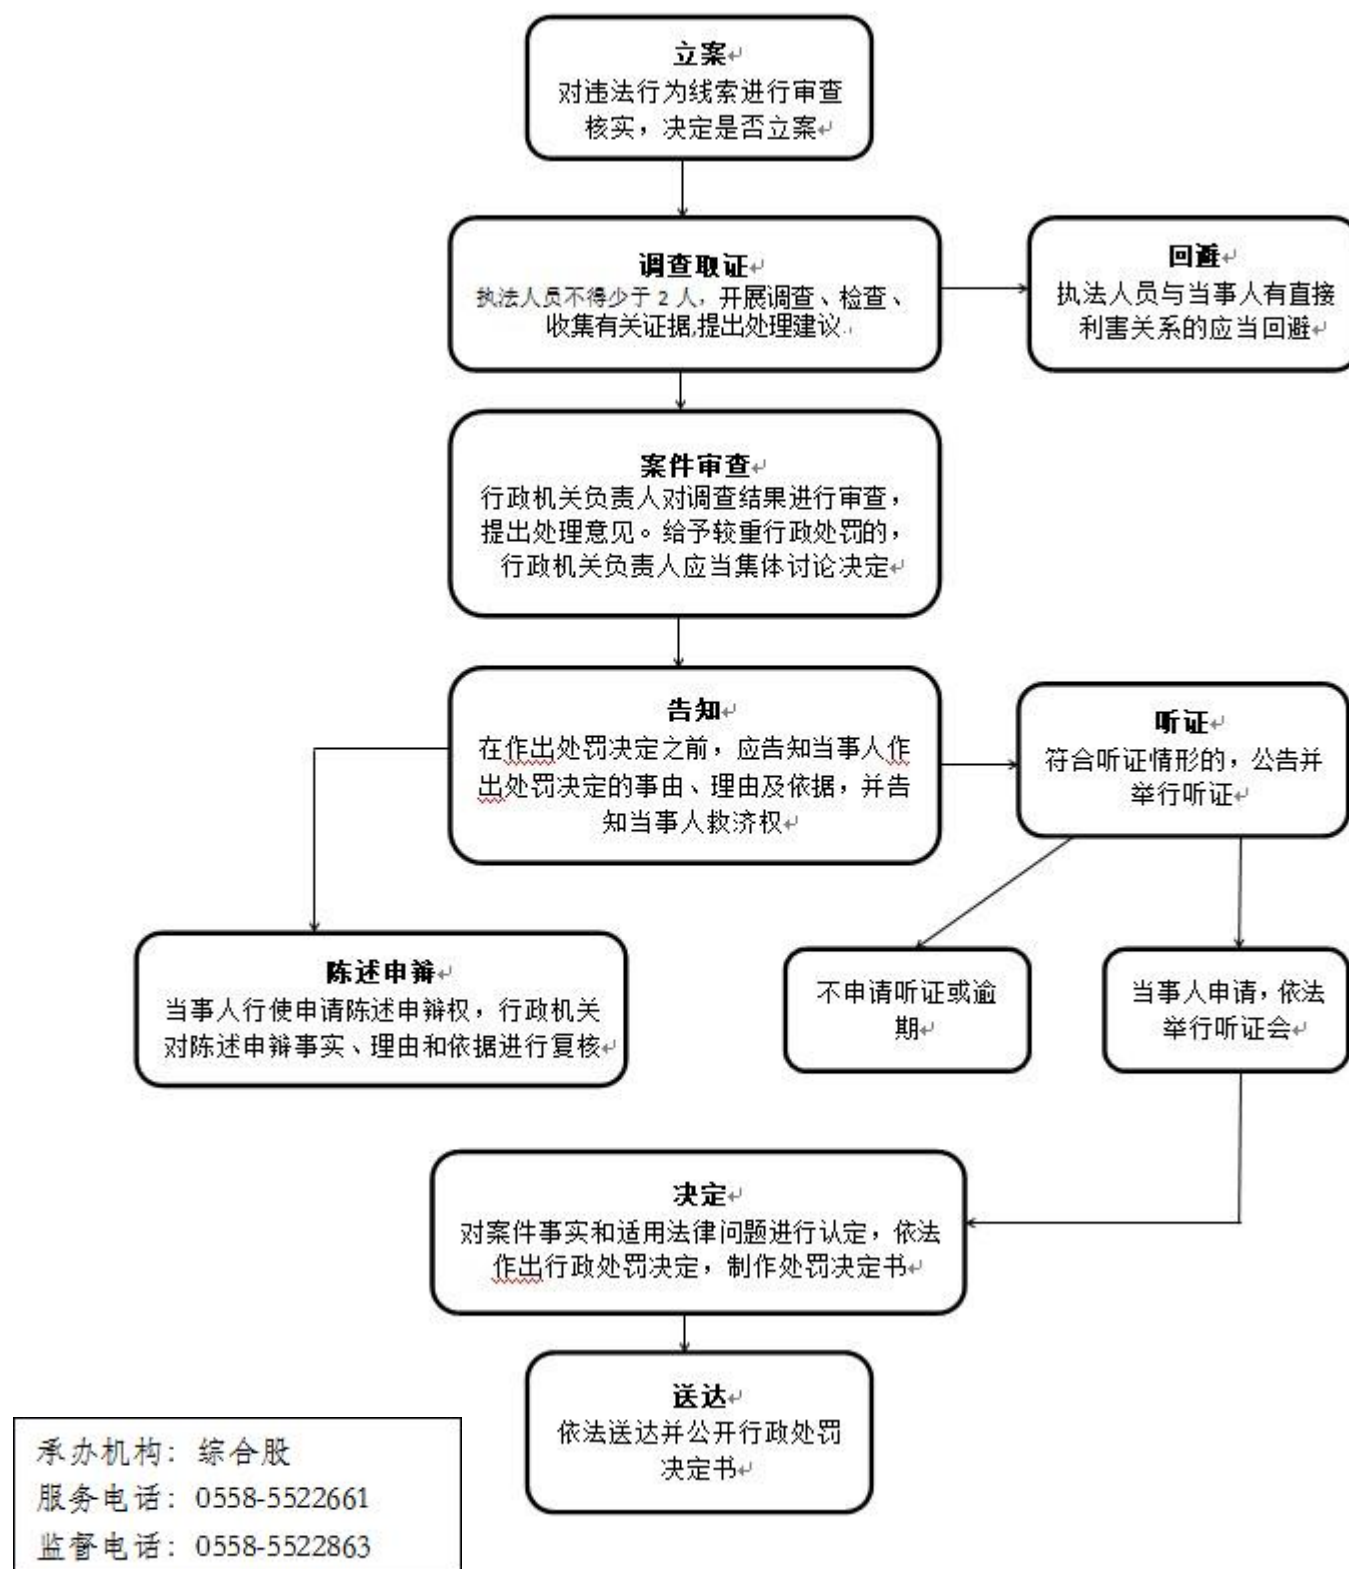 立案
对违法行为线索进行审查
核实，决定是否立案
调查取证
执法人员不得少于 2 人，开展调查、检查、
收集有关证据,提出处理建议.
回避
执法人员与当事人有直接
利害关系的应当回避
案件审查
行政机关负责人对调查结果进行审查，
提出处理意见。给予较重行政处罚的，
行政机关负责人应当集体讨论决定
告知
在作出处罚决定之前，应告知当事人作
出处罚决定的事由、理由及依据，并告
知当事人救济权
听证
符合听证情形的，公告并
举行听证
陈述申辩
当事人行使申请陈述申辩权，行政机关
对陈述申辩事实、理由和依据进行复核
不申请听证或逾
期
当事人申请，依法
举行听证会
决定
对案件事实和适用法律问题进行认定，依法
作出行政处罚决定，制作处罚决定书
送达
依法送达并公开行政处罚
决定书
承办机构：综合股
服务电话：0558-5522661
监督电话：0558-5522863